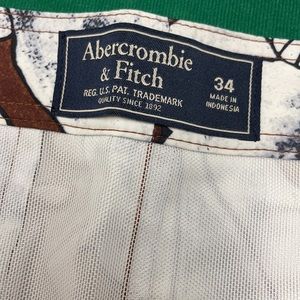 Abercrombie
& Fitch
REG. U.S. PAT. TRADEMARK
QUALITY SINCE 1892
34
MADE IN
INDONESIA